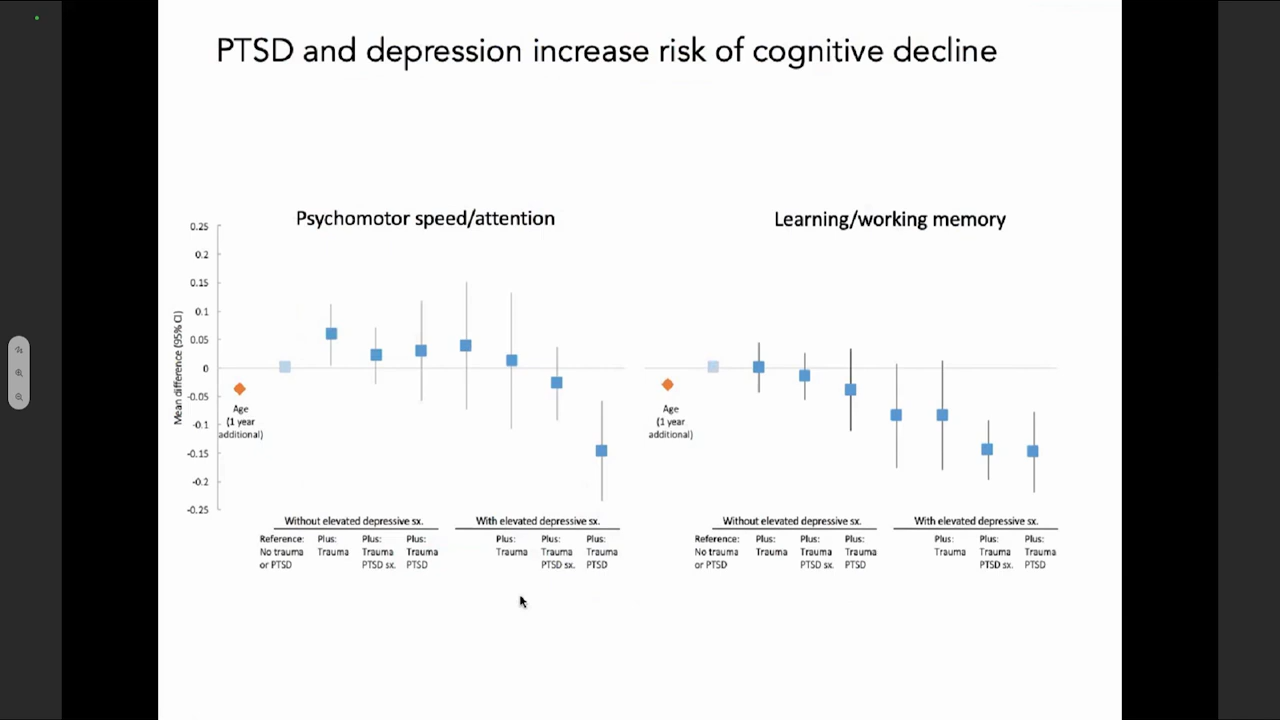 PTSD and depression increase risk of cognitive decline
Psychomotor speed/attention
Mean difference (95% CI)
0.25
0.2
0.15
0.1
0.05
0
-0.05
-0.1
-0.15
-0.2
-0.25
Age
(1 year
additional)
Without elevated depressive sx.
With elevated depressive sx.
Reference:
No trauma
or PTSD
Plus:
Trauma
Plus:
Trauma
PTSD sx.
Plus:
Trauma
PTSD
Plus:
Trauma
Plus:
Trauma
PTSD sx.
Plus:
Trauma
PTSD
Learning/working memory
Age
(1 year
additional)
Without elevated depressive sx.
With elevated depressive sx.
Reference:
No trauma
or PTSD
Plus:
Trauma
Plus:
Trauma
PTSD sx.
Plus:
Trauma
PTSD
Plus:
Trauma
Plus:
Trauma
PTSD sx.
Plus:
Trauma
PTSD